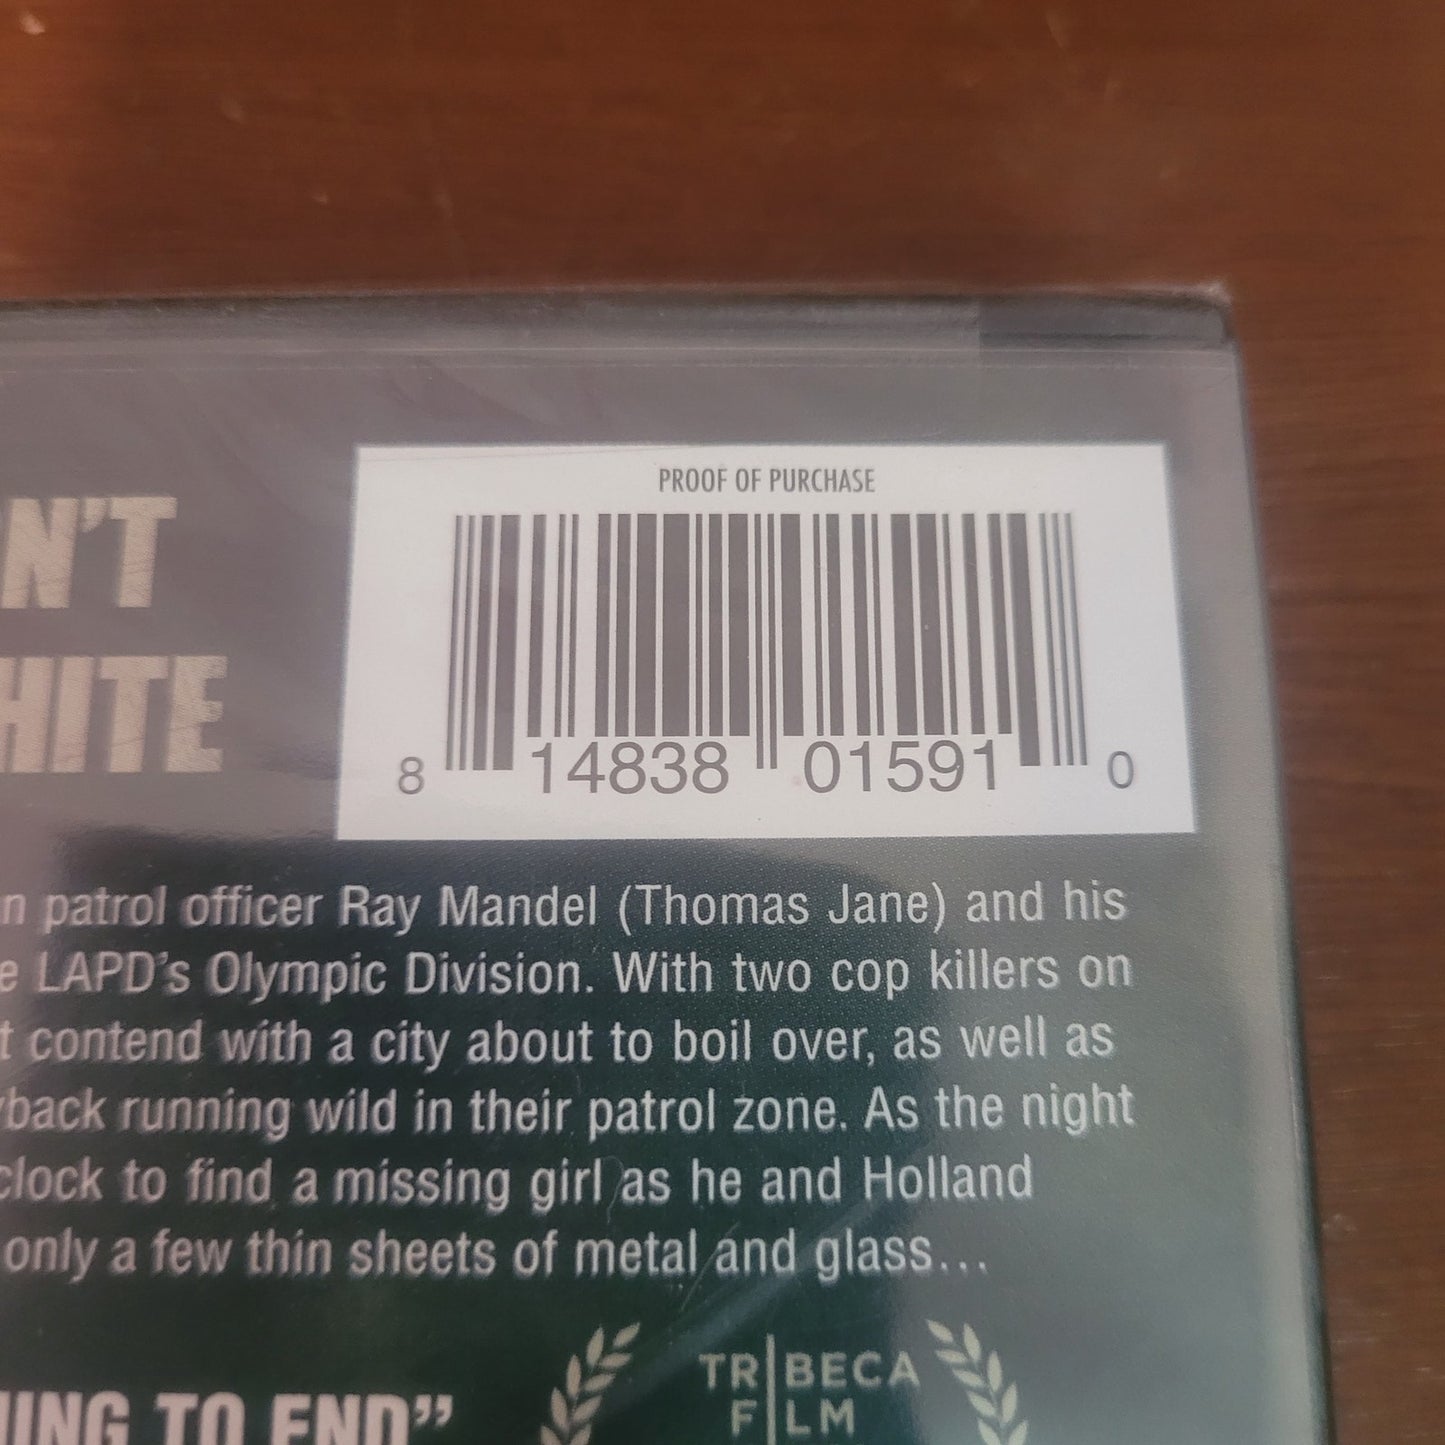 PROOF OF PURCHASE
N'T
HITE
8 14838 01591 0
n patrol officer Ray Mandel (Thomas Jane) and his
e LAPD's Olympic Division. With two cop killers on
t contend with a city about to boil over, as well as
yback running wild in their patrol zone. As the night
clock to find a missing girl as he and Holland
only a few thin sheets of metal and glass...
TO END”
TRIBECA
FILM